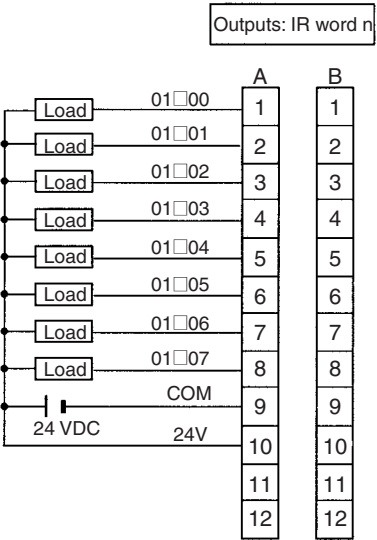 Outputs: IR word n
A B
Load 01□00 1 1
Load 01□01 2 2
Load 01□02 3 3
Load 01□03 4 4
Load 01□04 5 5
Load 01□05 6 6
Load 01□06 7 7
Load 01□07 8 8
COM 9 9
24 VDC 24V 10 10
11 11
12 12